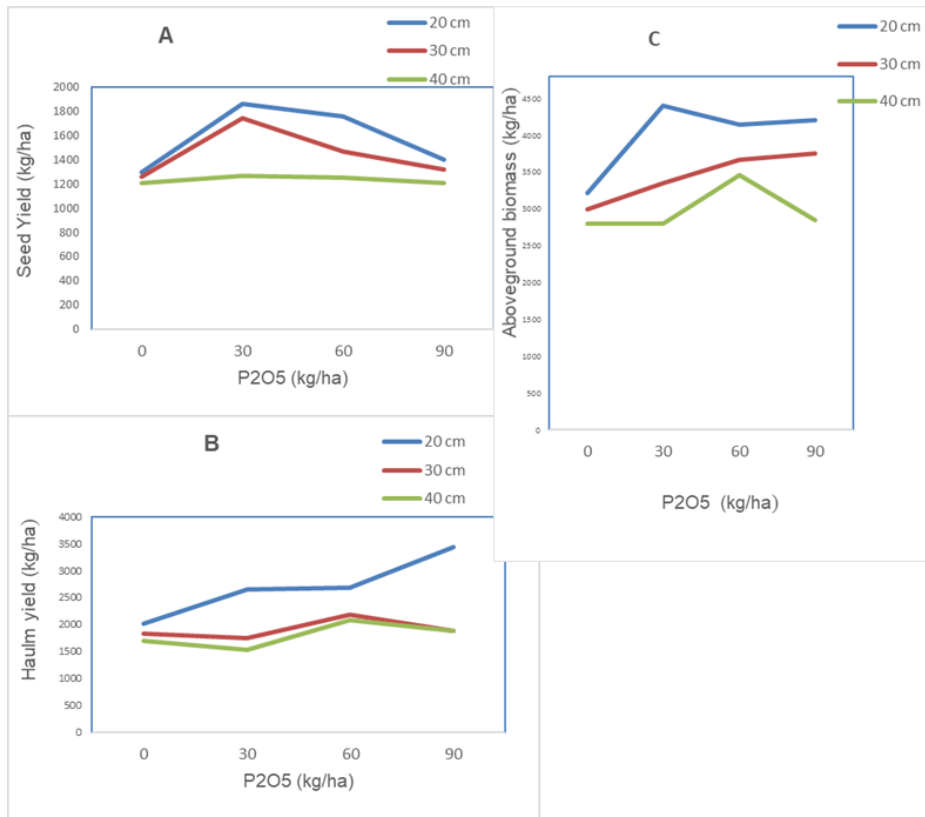 A
20 cm
30 cm
40 cm
Seed Yield (kg/ha)
2000
1800
1600
1400
1200
1000
800
600
400
200
0
0 30 60 90
P2O5 (kg/ha)
B
20 cm
30 cm
40 cm
Haulm yield (kg/ha)
4000
3500
3000
2500
2000
1500
1000
500
0
0 30 60 90
P2O5 (kg/ha)
C
20 cm
30 cm
40 cm
Aboveground biomass (kg/ha)
4500
4000
3500
3000
2500
2000
1500
1000
500
0
0 30 60 90
P2O5 (kg/ha)